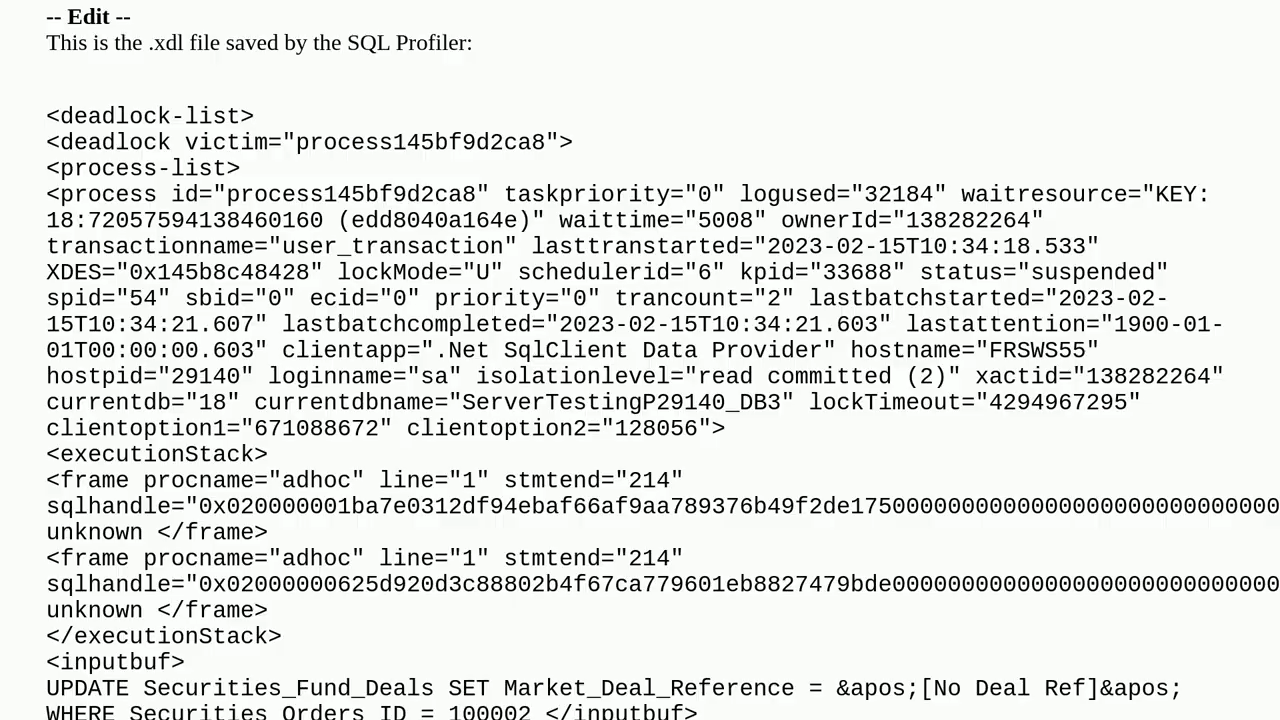 -- Edit --
This is the .xdl file saved by the SQL Profiler:
<deadlock-list>
<deadlock victim="process145bf9d2ca8">
<process-list>
<process id="process145bf9d2ca8" taskpriority="0" logused="32184" waitresource="KEY:
18:72057594138460160 (edd8040a164e)" waittime="5008" ownerId="138282264"
transactionname="user_transaction" lasttranstarted="2023-02-15T10:34:18.533"
XDES="0x145b8c48428" lockMode="U" schedulerid="6" kpid="33688" status="suspended"
spid="54" sbid="0" ecid="0" priority="0" trancount="2" lastbatchstarted="2023-02-
15T10:34:21.607" lastbatchcompleted="2023-02-15T10:34:21.603" lastattention="1900-01-
01T00:00:00.603" clientapp=".Net SqlClient Data Provider" hostname="FRSWS55"
hostpid="29140" loginname="sa" isolationlevel="read committed (2)" xactid="138282264"
currentdb="18" currentdbname="ServerTestingP29140_DB3" lockTimeout="4294967295"
clientoption1="671088672" clientoption2="128056">
<executionStack>
<frame procname="adhoc" line="1" stmtend="214"
sqlhandle="0x020000001ba7e0312df94ebaf66af9aa789376b49f2de1750000000000000000000000000000
unknown </frame>
<frame procname="adhoc" line="1" stmtend="214"
sqlhandle="0x02000000625d920d3c88802b4f67ca779601eb8827479bde0000000000000000000000000000
unknown </frame>
</executionStack>
<inputbuf>
UPDATE Securities_Fund_Deals SET Market_Deal_Reference = &apos;[No Deal Ref]&apos;
WHERE Securities_Orders_ID = 100002 </inputbuf>